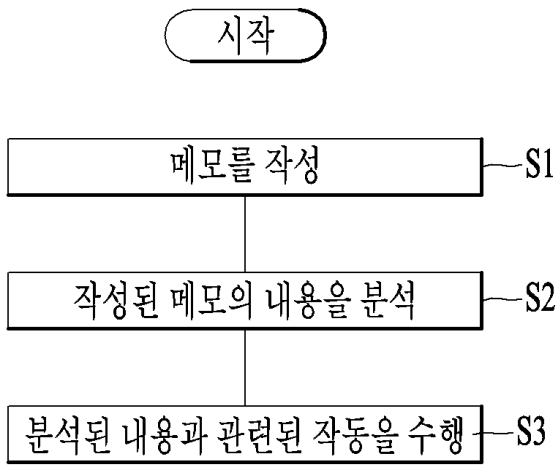 시작
메모를 작성
S1
작성된 메모의 내용을 분석
S2
분석된 내용과 관련된 작동을 수행
S3